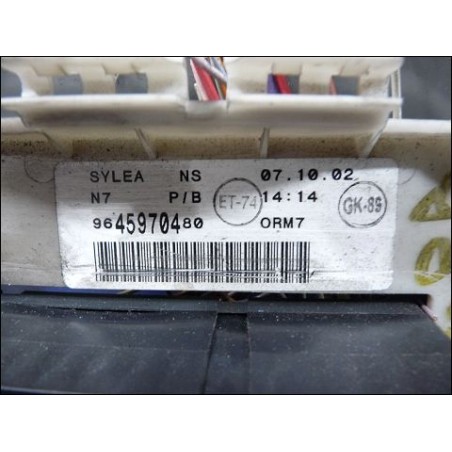 SYLEA NS 07.10.02
N7 P/B ET-74 14:14 GK-89
9645970480 ORM7